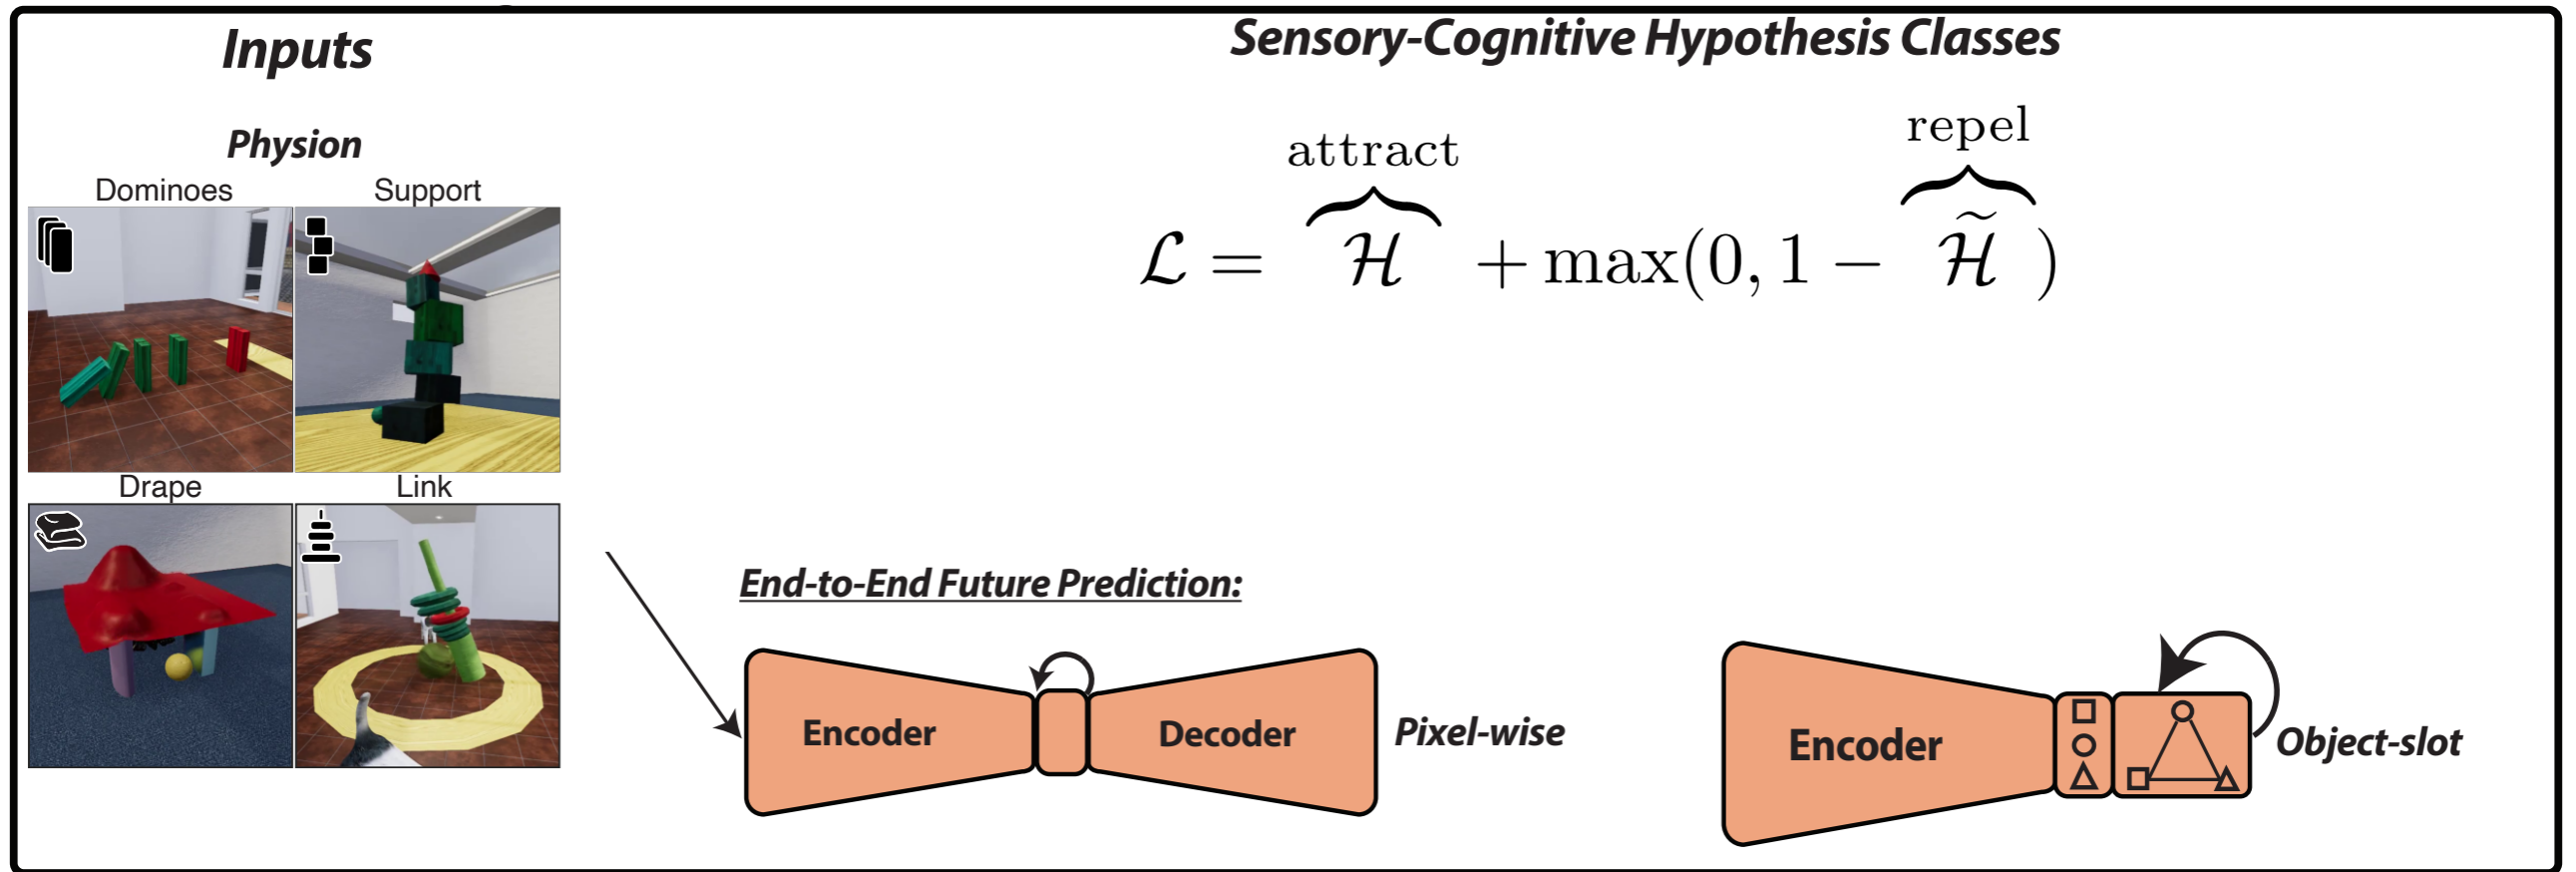 Inputs
Sensory-Cognitive Hypothesis Classes
Physion
Dominoes
Support
Drape
Link
attract
repel
ℒ = ℋ + max(0, 1 − ℋ̃ )
End-to-End Future Prediction:
Encoder
Decoder
Pixel-wise
Encoder
Object-slot